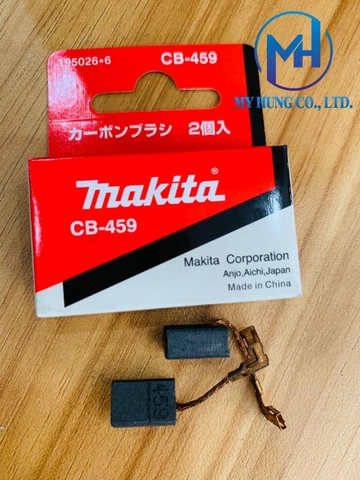 195026*6 CB-459
MH
MY HUNG CO., LTD.
カーボンブラシ 2個入
makita
CB-459
Makita Corporation
Anjo,Aichi,Japan
Made in China
459